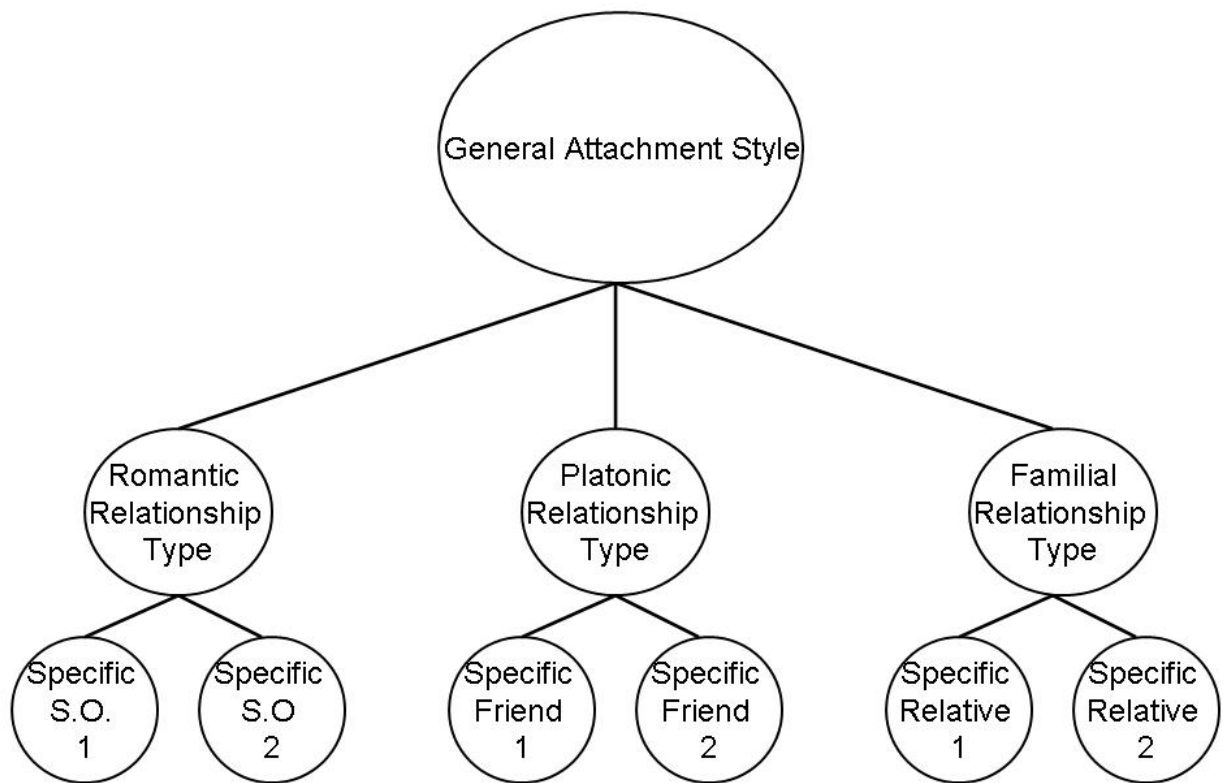 General Attachment Style
Romantic
Relationship
Type
Platonic
Relationship
Type
Familial
Relationship
Type
Specific
S.O.
1
Specific
S.O
2
Specific
Friend
1
Specific
Friend
2
Specific
Relative
1
Specific
Relative
2